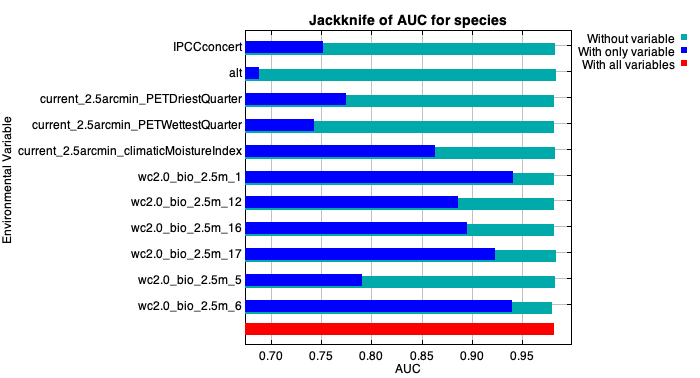 Jackknife of AUC for species
Without variable
With only variable
With all variables
Environmental Variable
IPCCconcert
alt
current_2.5arcmin_PETDriestQuarter
current_2.5arcmin_PETWettestQuarter
current_2.5arcmin_climaticMoistureIndex
wc2.0_bio_2.5m_1
wc2.0_bio_2.5m_12
wc2.0_bio_2.5m_16
wc2.0_bio_2.5m_17
wc2.0_bio_2.5m_5
wc2.0_bio_2.5m_6
0.70 0.75 0.80 0.85 0.90 0.95
AUC